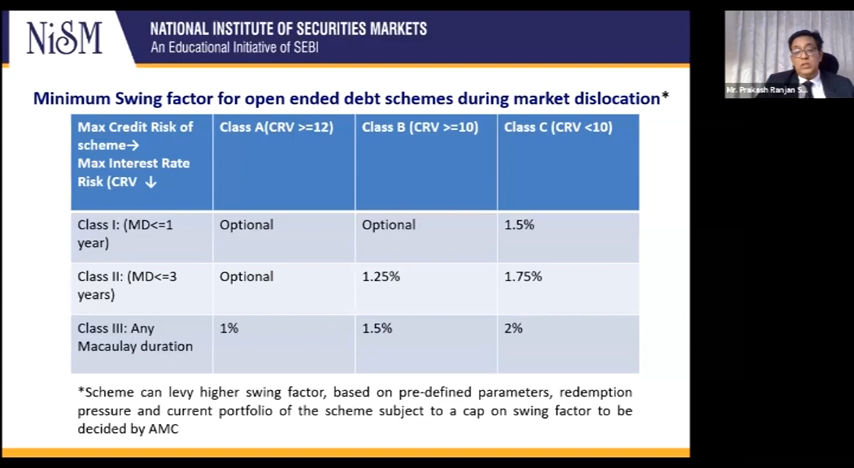 NiSM
NATIONAL INSTITUTE OF SECURITIES MARKETS
An Educational Initiative of SEBI
Mr. Prakash Ranjan S...
Minimum Swing factor for open ended debt schemes during market dislocation*
Max Credit Risk of
scheme→
Max Interest Rate
Risk (CRV ↓
Class A(CRV >=12)
Class B (CRV >=10)
Class C (CRV <10)
Class I: (MD<=1
year)
Optional
Optional
1.5%
Class II: (MD<=3
years)
Optional
1.25%
1.75%
Class III: Any
Macaulay duration
1%
1.5%
2%
*Scheme can levy higher swing factor, based on pre-defined parameters, redemption
pressure and current portfolio of the scheme subject to a cap on swing factor to be
decided by AMC